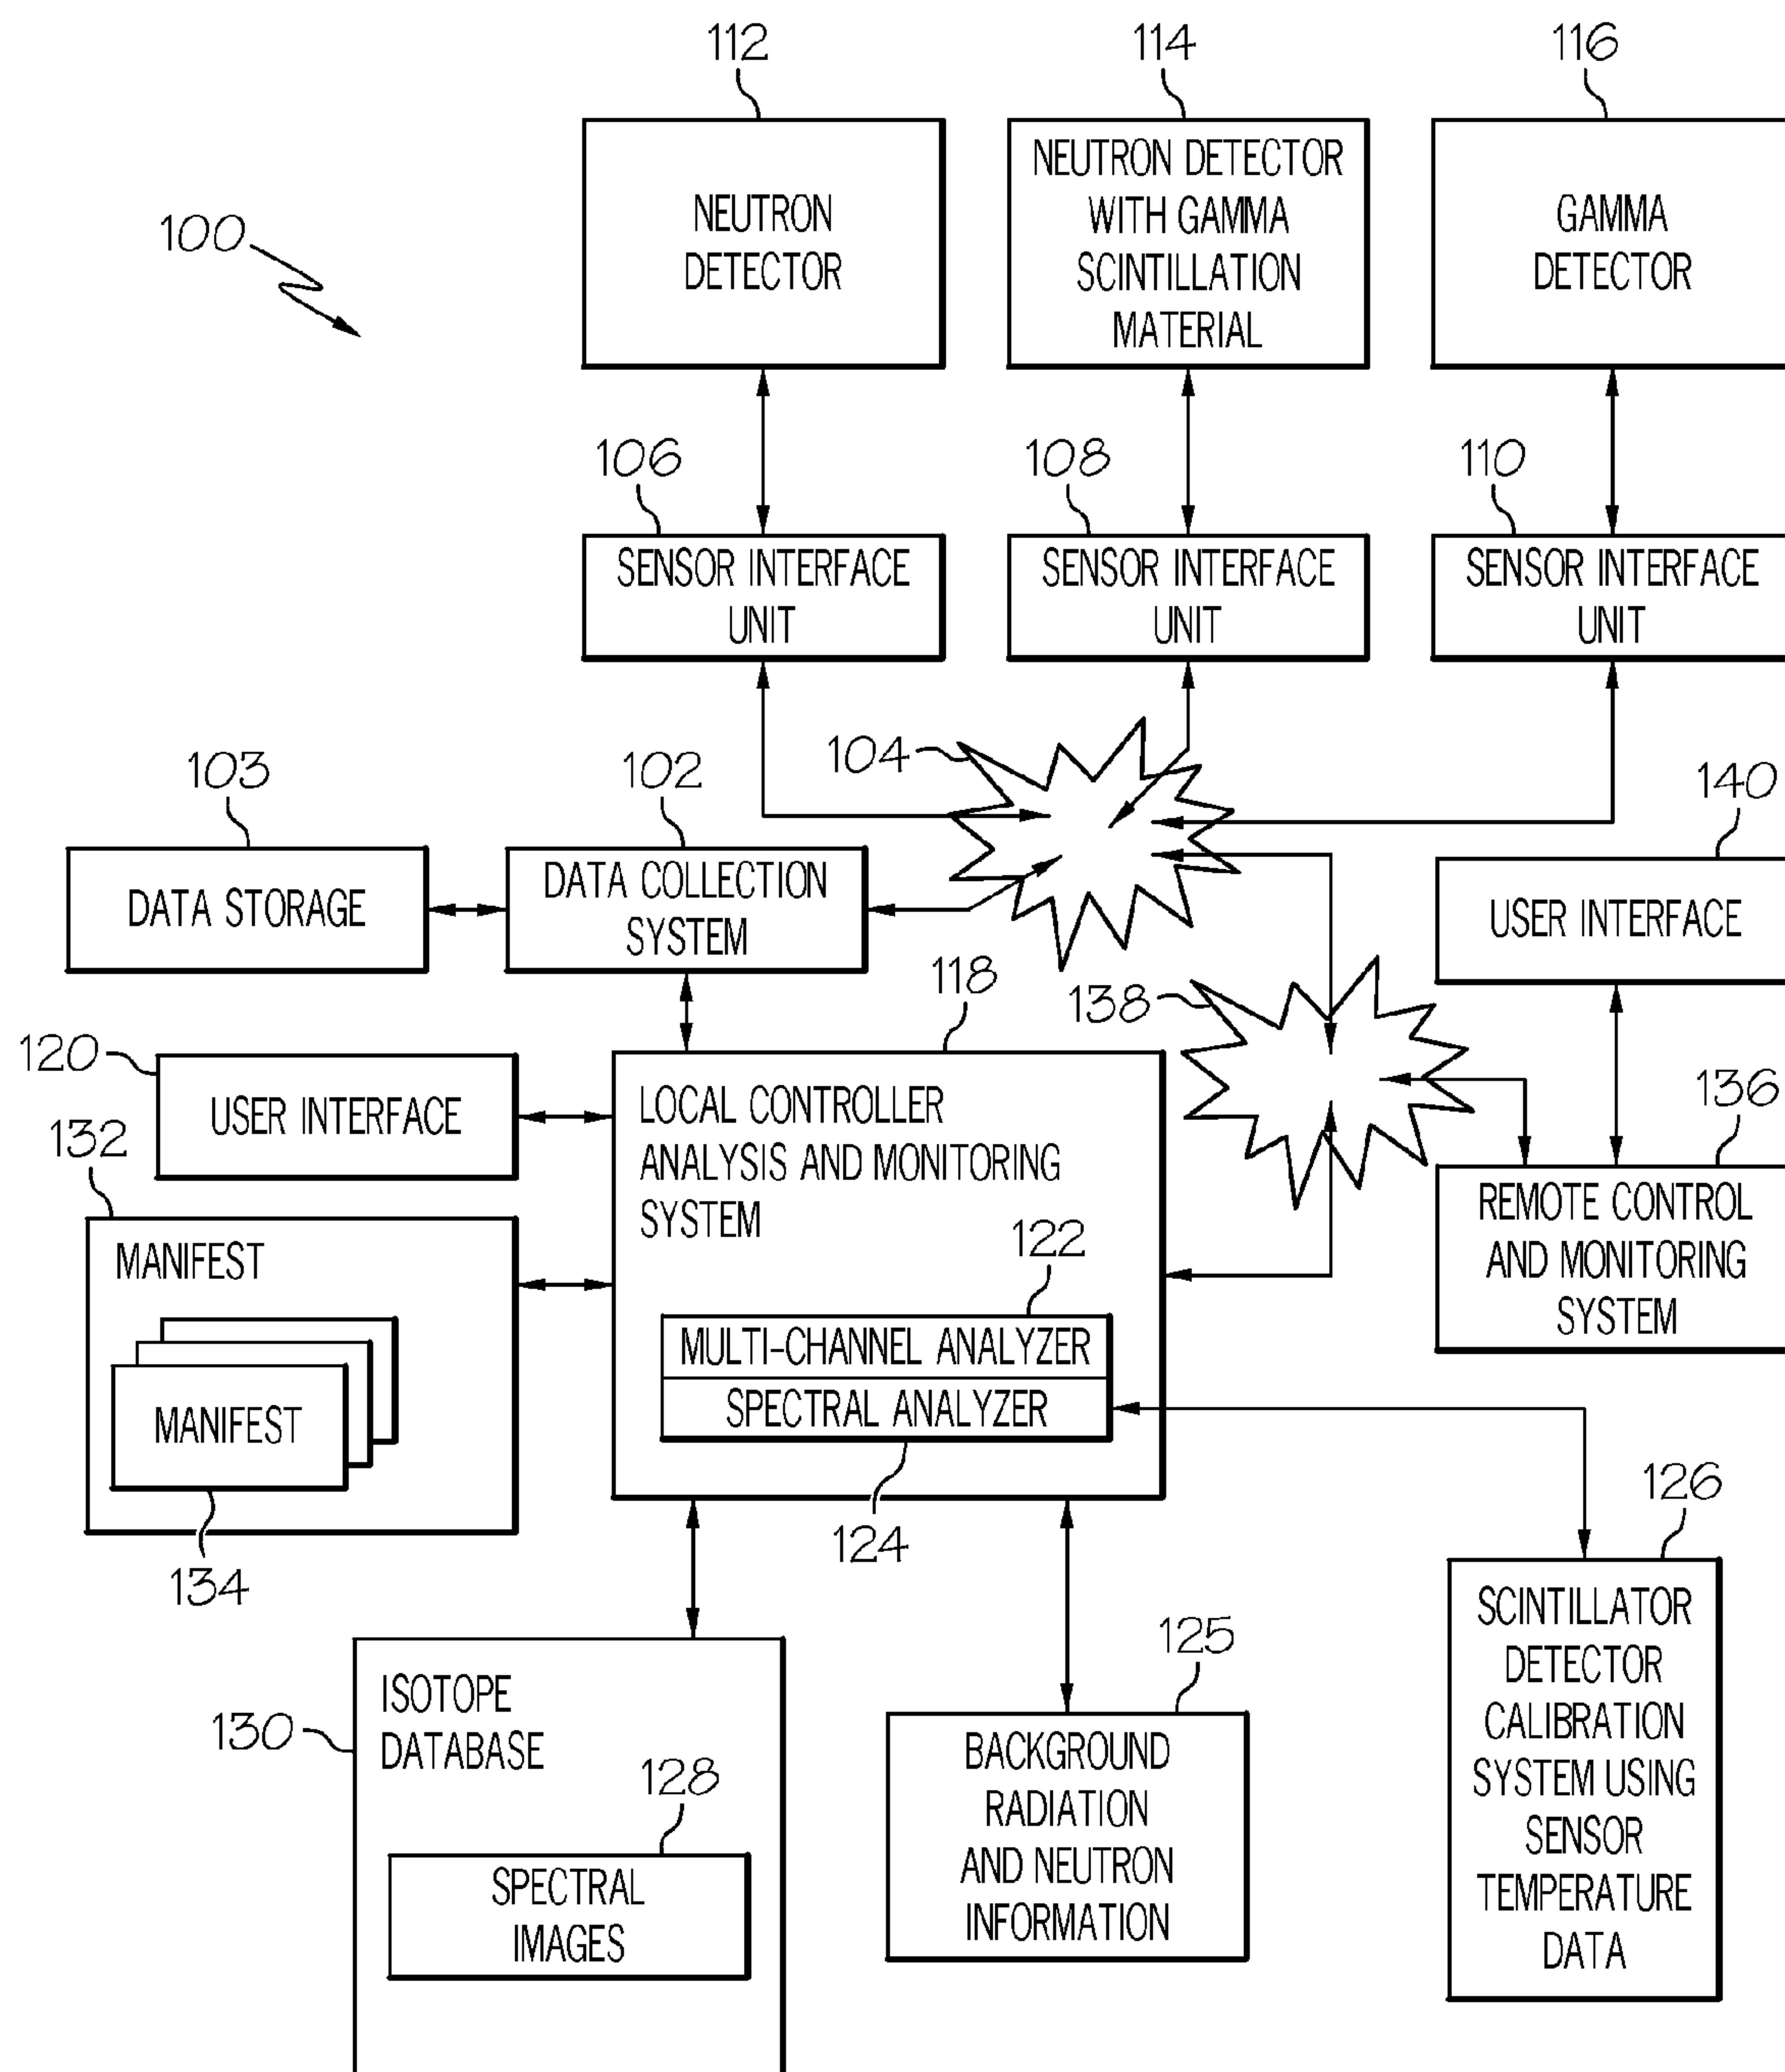 112
114
116
100
NEUTRON
DETECTOR
NEUTRON DETECTOR
WITH GAMMA
SCINTILLATION
MATERIAL
GAMMA
DETECTOR
106
108
110
SENSOR INTERFACE
UNIT
SENSOR INTERFACE
UNIT
SENSOR INTERFACE
UNIT
103
102
104
140
DATA STORAGE
DATA COLLECTION
SYSTEM
USER INTERFACE
118
138
120
USER INTERFACE
LOCAL CONTROLLER
ANALYSIS AND MONITORING
SYSTEM
136
REMOTE CONTROL
AND MONITORING
SYSTEM
132
MANIFEST
MANIFEST
134
122
MULTI-CHANNEL ANALYZER
SPECTRAL ANALYZER
124
126
SCINTILLATOR
DETECTOR
CALIBRATION
SYSTEM USING
SENSOR
TEMPERATURE
DATA
130
ISOTOPE
DATABASE
128
SPECTRAL
IMAGES
125
BACKGROUND
RADIATION
AND NEUTRON
INFORMATION